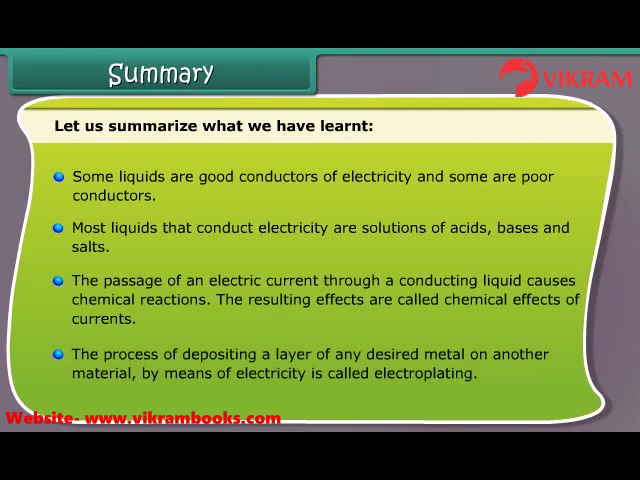 Summary
VIKRAM
Let us summarize what we have learnt:
Some liquids are good conductors of electricity and some are poor
conductors.
Most liquids that conduct electricity are solutions of acids, bases and
salts.
The passage of an electric current through a conducting liquid causes
chemical reactions. The resulting effects are called chemical effects of
currents.
The process of depositing a layer of any desired metal on another
material, by means of electricity is called electroplating.
Website- www.vikrambooks.com